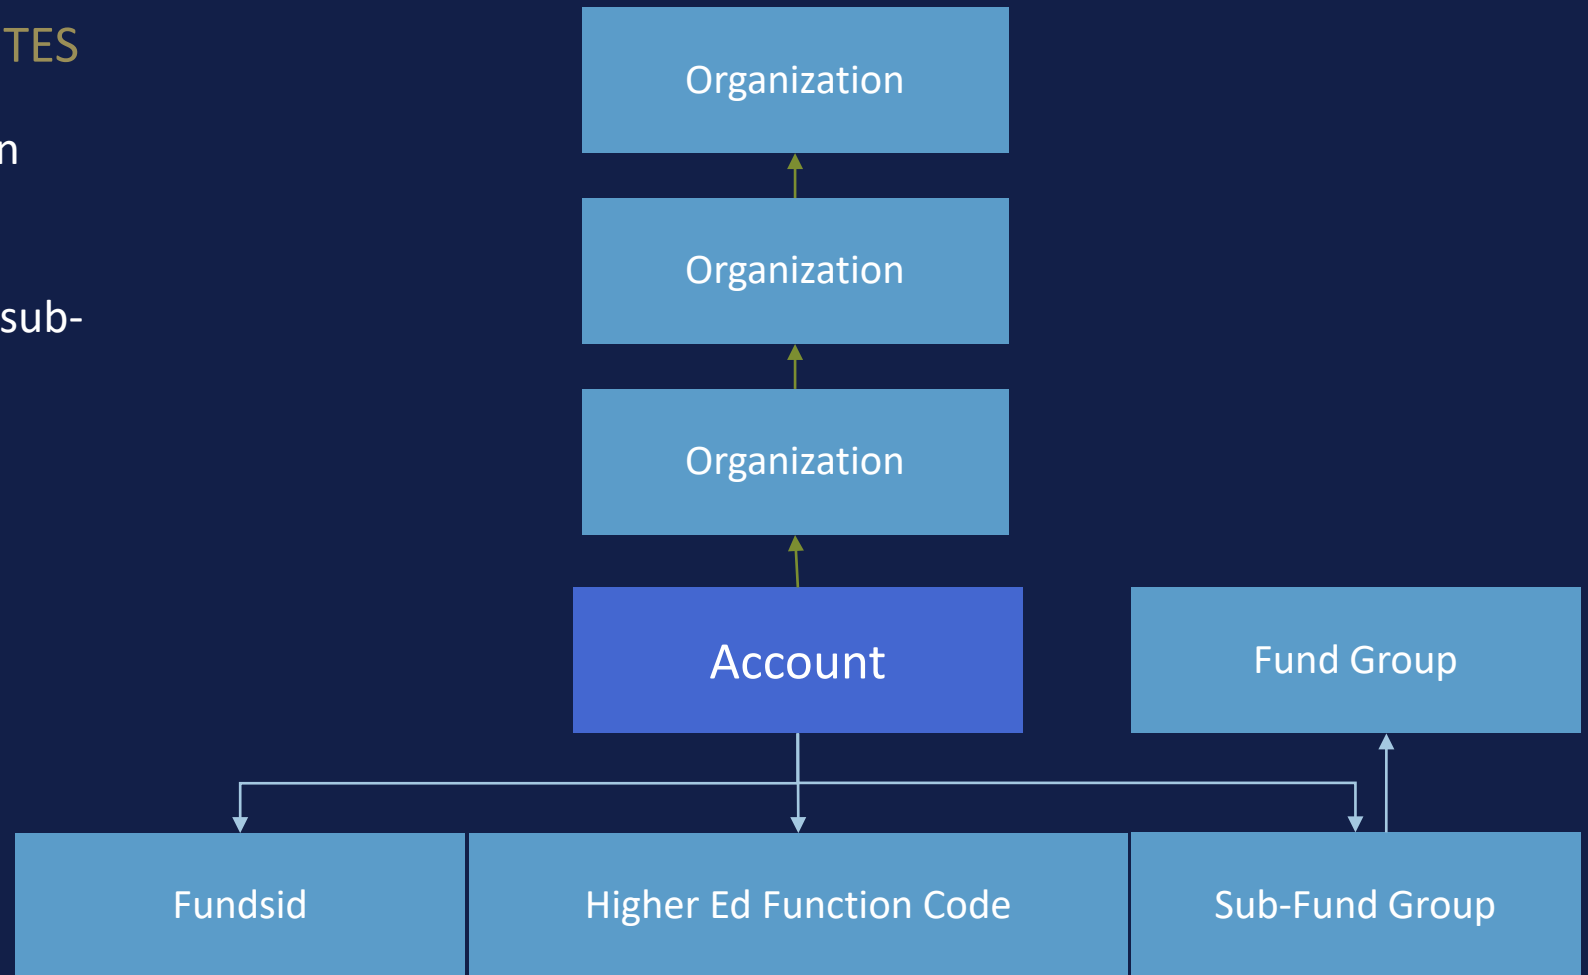 TES
n
sub-
Organization
Organization
Organization
Account
Fund Group
Fundsid
Higher Ed Function Code
Sub-Fund Group